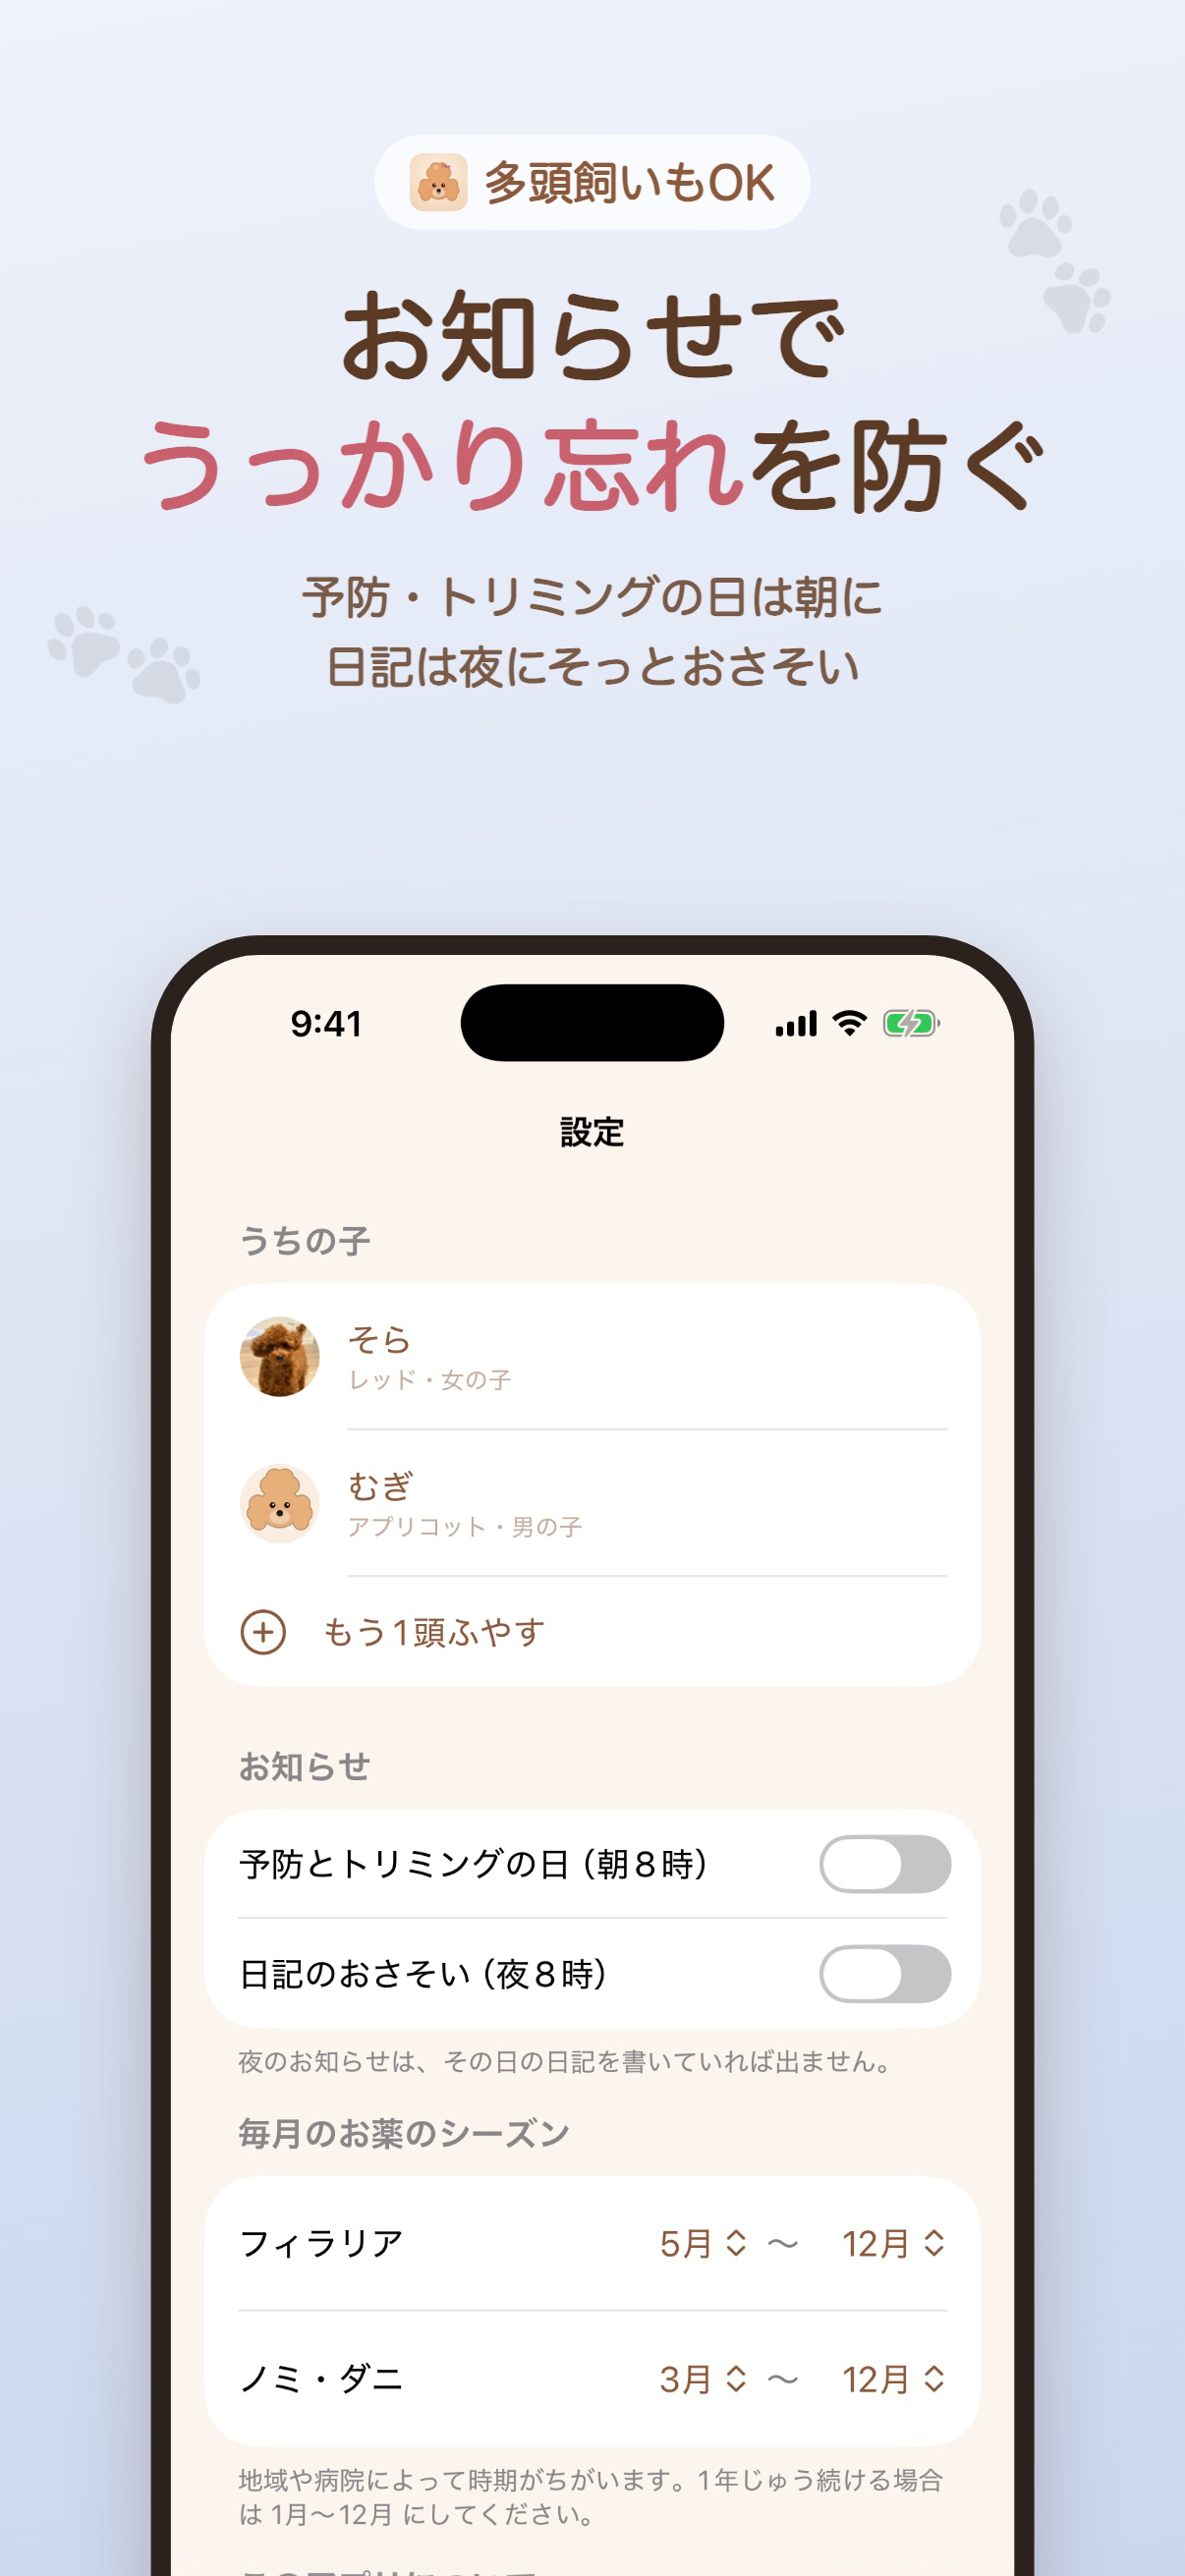 多頭飼いもOK
お知らせで
うっかり忘れを防ぐ
予防・トリミングの日は朝に
日記は夜にそっとおさそい
9:41
設定
うちの子
そら
レッド・女の子
むぎ
アプリコット・男の子
もう1頭ふやす
お知らせ
予防とトリミングの日（朝８時）
日記のおさそい（夜８時）
夜のお知らせは、その日の日記を書いていれば出ません。
毎月のお薬のシーズン
フィラリア 5月 〜 12月
ノミ・ダニ 3月 〜 12月
地域や病院によって時期がちがいます。1年じゅう続ける場合
は 1月〜12月 にしてください。